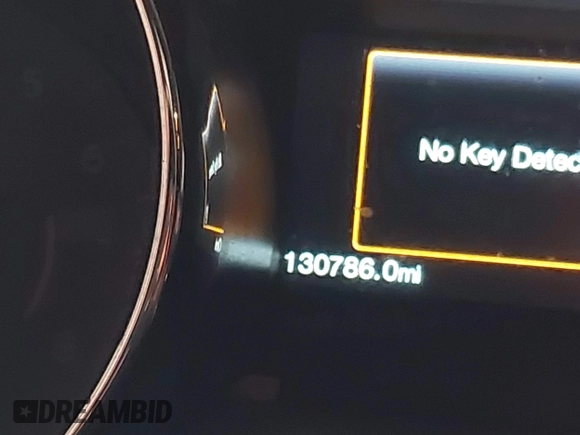 No Key Detec
130786.0mi
DREAMBID